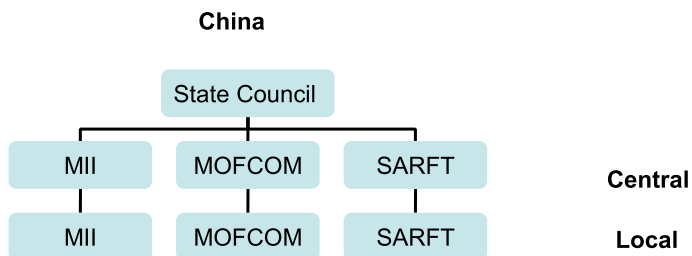 China
State Council
MII MOFCOM SARFT
Central
MII MOFCOM SARFT
Local